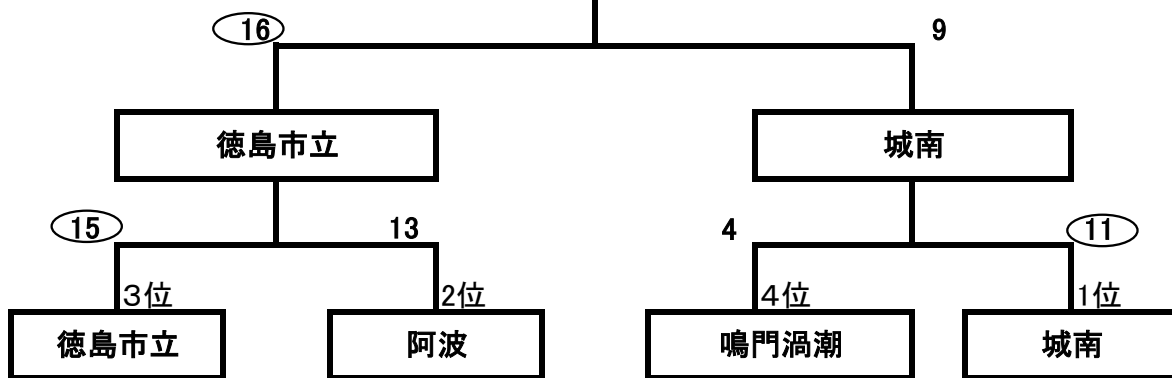 16 9
徳島市立 城南
15 13 4 11
3位 2位 4位 1位
徳島市立 阿波 鳴門渦潮 城南